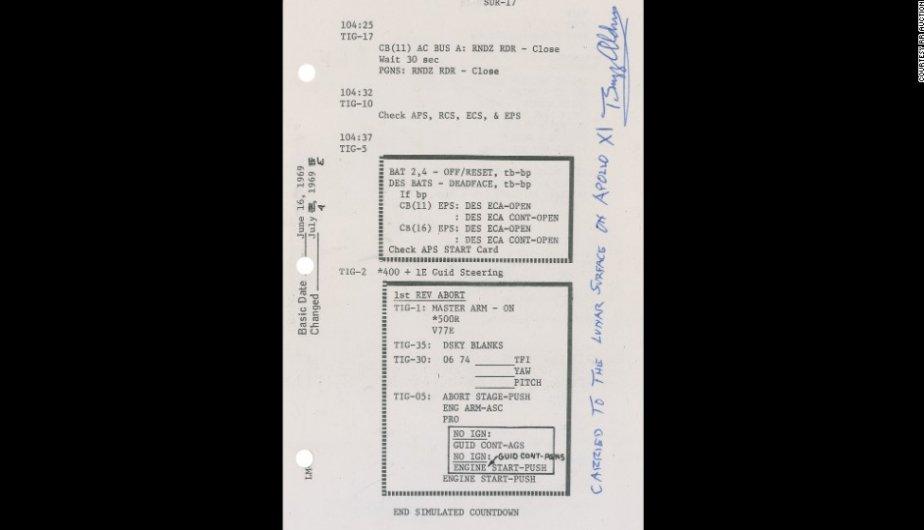 SUR-17
104:25
TIG-17
CB(11) AC BUS A: RNDZ RDR - Close
Wait 30 sec
PGNS: RNDZ RDR - Close
104:32
TIG-10
Check APS, RCS, ECS, & EPS
104:37
TIG-5
BAT 2,4 - OFF/RESET, tb-bp
DES BATS - DEADFACE, tb-bp
If bp
CB(11) EPS: DES ECA-OPEN
: DES ECA CONT-OPEN
CB(16) EPS: DES ECA-OPEN
: DES ECA CONT-OPEN
Check APS START Card
TIG-2 *400 + 1E Guid Steering
1st REV ABORT
TIG-1: MASTER ARM - ON
*500R
V77E
TIG-35: DSKY BLANKS
TIG-30: 06 74 ______TFI
______YAW
______PITCH
TIG-05: ABORT STAGE-PUSH
ENG ARM-ASC
PRO
NO IGN:
GUID CONT-AGS
NO IGN: GUID CONT-PGNS
ENGINE START-PUSH
ENGINE START-PUSH
END SIMULATED COUNTDOWN
Basic Date June 16, 1969
Changed July 1969
LM
CARRIED TO THE LUNAR SURFACE ON APOLLO XI - Buzz Aldrin
COURTESY RR AUCTION